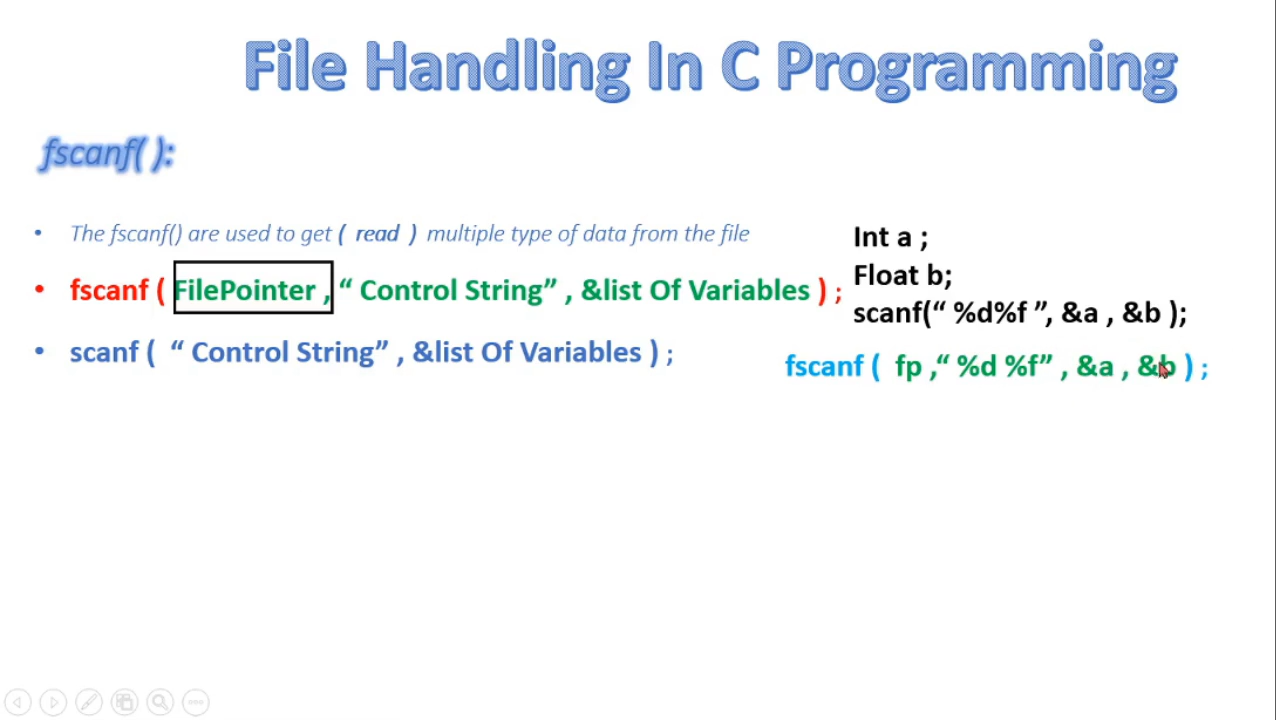 File Handling In C Programming
fscanf( ):
• The fscanf() are used to get ( read ) multiple type of data from the file
• fscanf ( FilePointer , “ Control String” , &list Of Variables ) ;
• scanf ( “ Control String” , &list Of Variables ) ;
Int a ;
Float b;
scanf(“ %d%f ”, &a , &b );
fscanf ( fp ,“ %d %f” , &a , &b ) ;